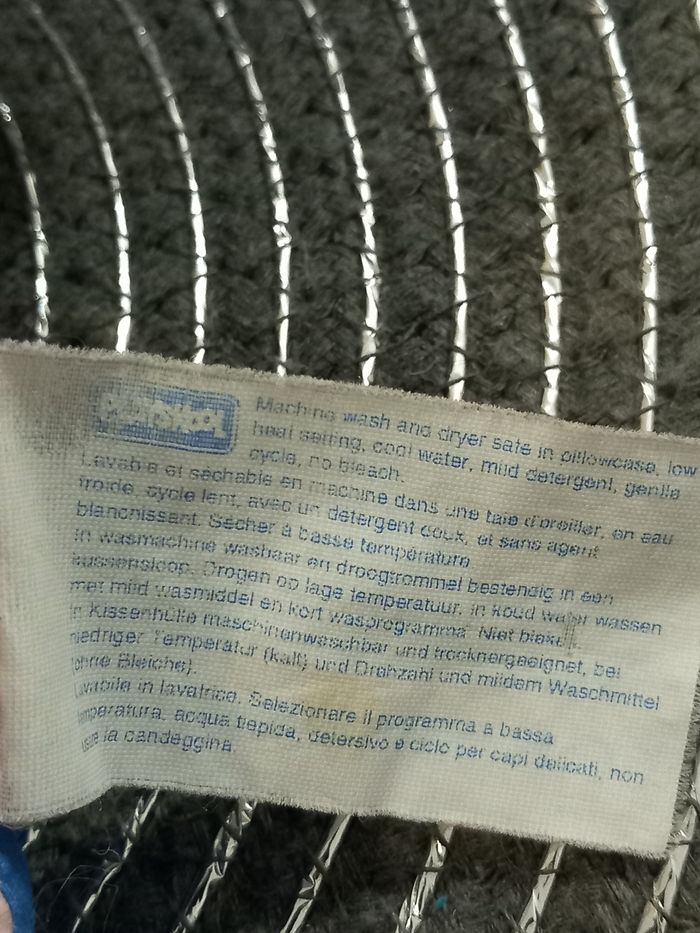 PLAYSKOOL
Machine wash and dryer safe in pillowcase, low
heat setting, cool water, mild detergent, gentle
cycle, no bleach.
Lavable et séchable en machine dans une taie d'oreiller, en eau
froide, cycle lent, avec un détergent doux, et sans agent
blanchissant. Sécher à basse température
In wasmachine wasbaar en droogtrommel bestendig in een
kussensloop. Drogen op lage temperatuur, in koud water wassen
met mild wasmiddel en kort wasprogramma. Niet
In Kissenhülle maschinenwaschbar und trocknergeeignet, bei
niedriger Temperatur (kalt) und Drehzahl und mildem Waschmittel
(ohne Bleiche).
Lavabile in lavatrice. Selezionare il programma a bassa
temperatura, acqua tiepida, detersivo e ciclo per capi delicati, non
usare la candeggina.